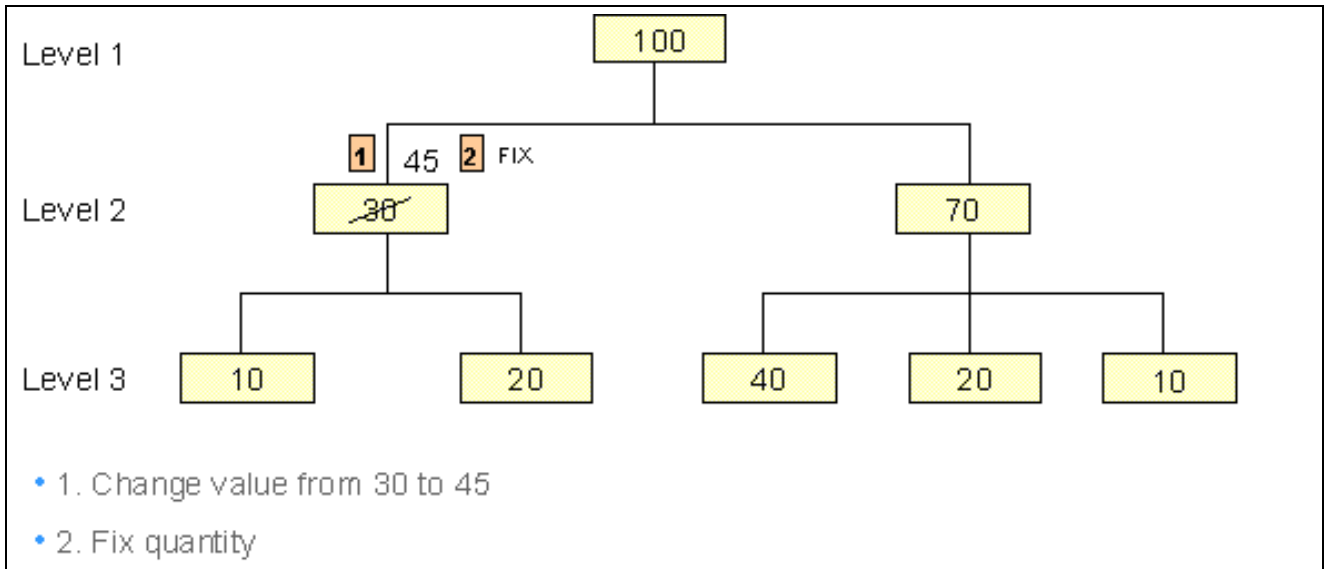 Level 1 100
1 45 2 FIX
Level 2 30 70
Level 3 10 20 40 20 10
• 1. Change value from 30 to 45
• 2. Fix quantity